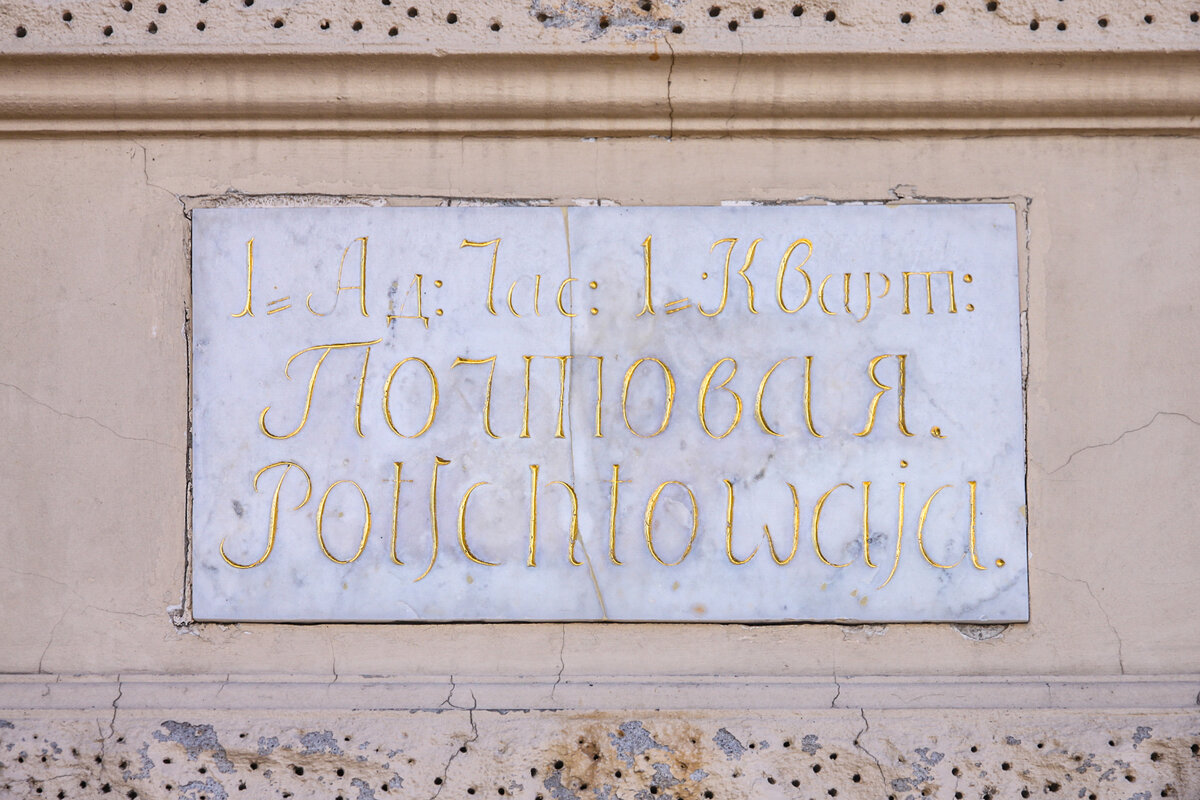 1= Ад: Час: 1=Кварт:
Почтовая.
Potſchtowaja.